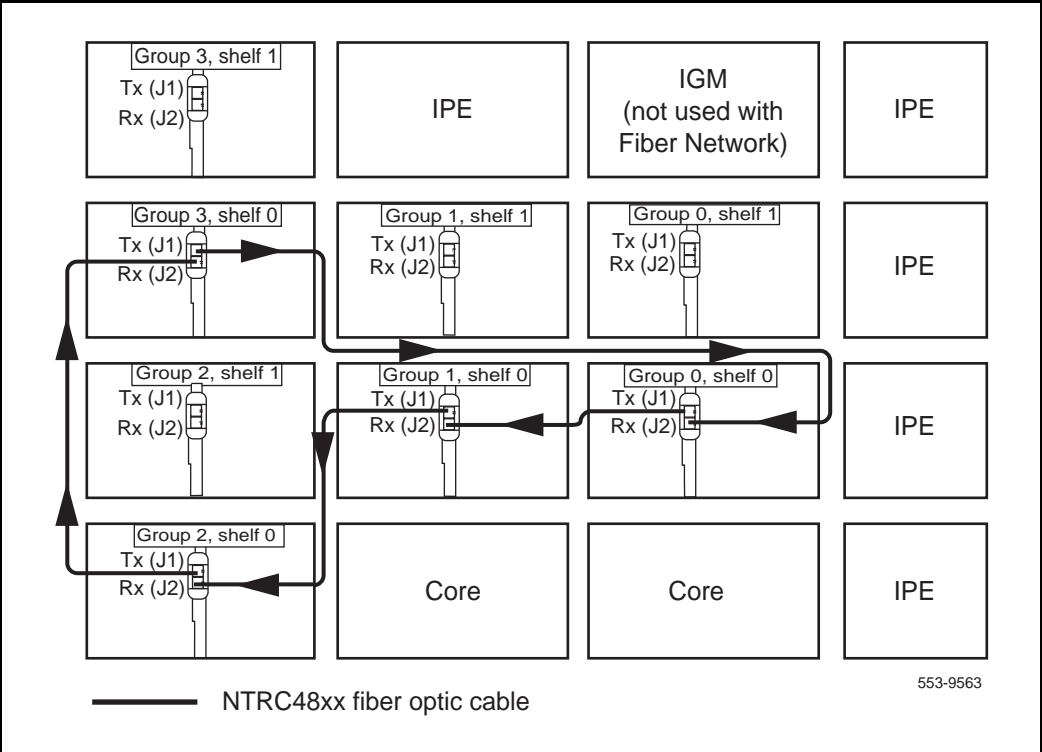 Group 3, shelf 1
Tx (J1)
Rx (J2)
IPE
IGM
(not used with
Fiber Network)
IPE
Group 3, shelf 0
Tx (J1)
Rx (J2)
Group 1, shelf 1
Tx (J1)
Rx (J2)
Group 0, shelf 1
Tx (J1)
Rx (J2)
IPE
Group 2, shelf 1
Tx (J1)
Rx (J2)
Group 1, shelf 0
Tx (J1)
Rx (J2)
Group 0, shelf 0
Tx (J1)
Rx (J2)
IPE
Group 2, shelf 0
Tx (J1)
Rx (J2)
Core
Core
IPE
553-9563
NTRC48xx fiber optic cable